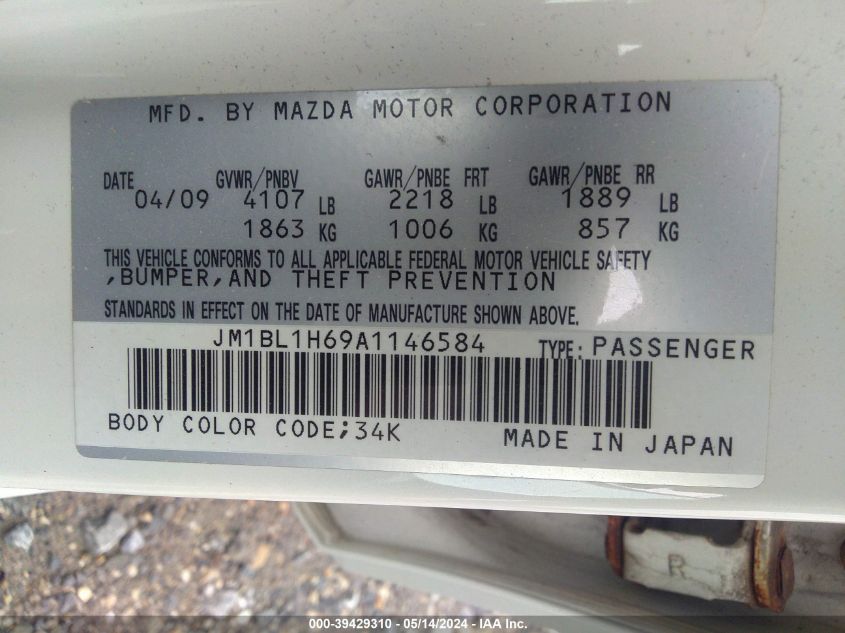 MFD. BY MAZDA MOTOR CORPORATION
DATE GVWR/PNBV GAWR/PNBE FRT GAWR/PNBE RR
04/09 4107 LB 2218 LB 1889 LB
1863 KG 1006 KG 857 KG
THIS VEHICLE CONFORMS TO ALL APPLICABLE FEDERAL MOTOR VEHICLE SAFETY
,BUMPER,AND THEFT PREVENTION
STANDARDS IN EFFECT ON THE DATE OF MANUFACTURE SHOWN ABOVE.
JM1BL1H69A1146584 TYPE: PASSENGER
BODY COLOR CODE;34K MADE IN JAPAN
R
000-39429310 - 05/14/2024 - IAA Inc.